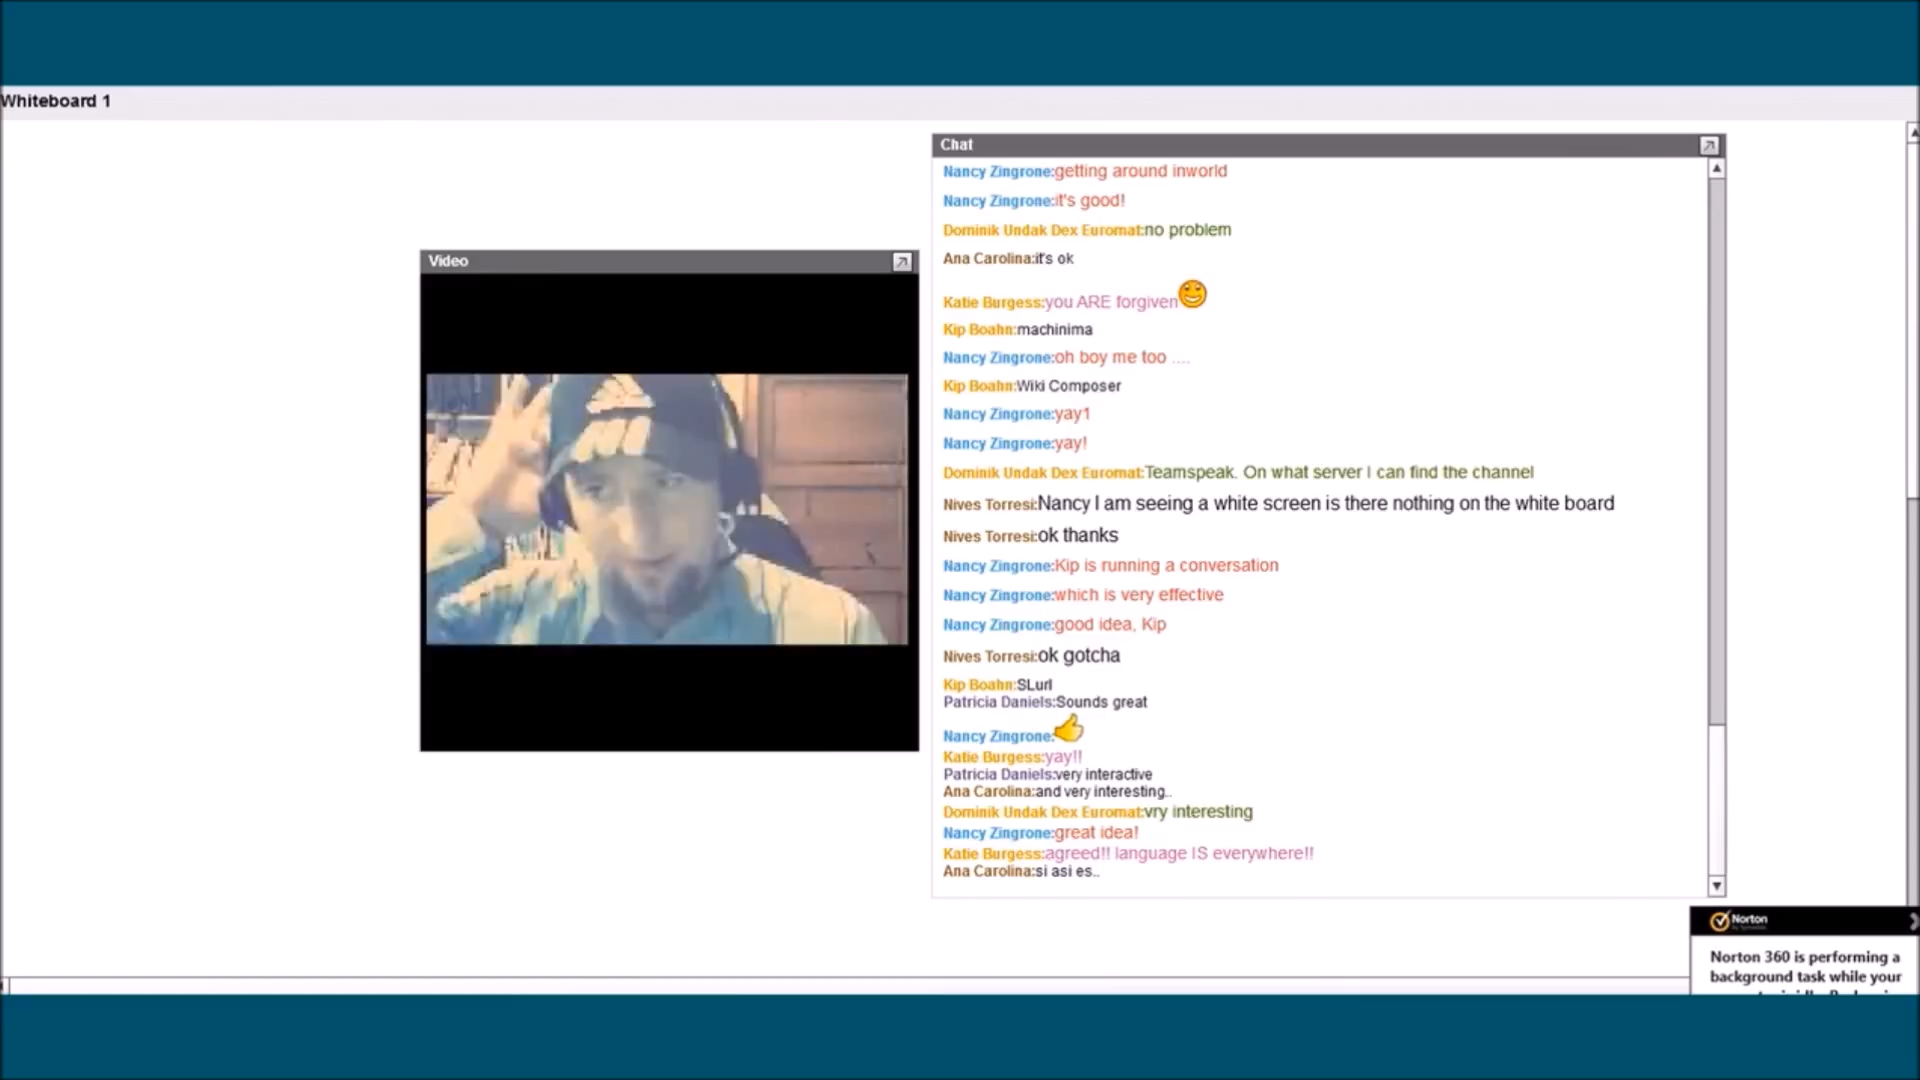 Whiteboard 1
Chat
Nancy Zingrone:getting around inworld
Nancy Zingrone:it's good!
Dominik Undak Dex Euromat:no problem
Ana Carolina:it's ok
Video
Katie Burgess:you ARE forgiven
Kip Boahn:machinima
Nancy Zingrone:oh boy me too ....
Kip Boahn:Wiki Composer
Nancy Zingrone:yay1
Nancy Zingrone:yay!
Dominik Undak Dex Euromat:Teamspeak. On what server I can find the channel
Nives Torresi:Nancy I am seeing a white screen is there nothing on the white board
Nives Torresi:ok thanks
Nancy Zingrone:Kip is running a conversation
Nancy Zingrone:which is very effective
Nancy Zingrone:good idea, Kip
Nives Torresi:ok gotcha
Kip Boahn:SLurl
Patricia Daniels:Sounds great
Nancy Zingrone:
Katie Burgess:yay!!
Patricia Daniels:very interactive
Ana Carolina:and very interesting..
Dominik Undak Dex Euromat:vry interesting
Nancy Zingrone:great idea!
Katie Burgess:agreed!! language IS everywhere!!
Ana Carolina:si asi es..
Norton
Norton 360 is performing a
background task while your